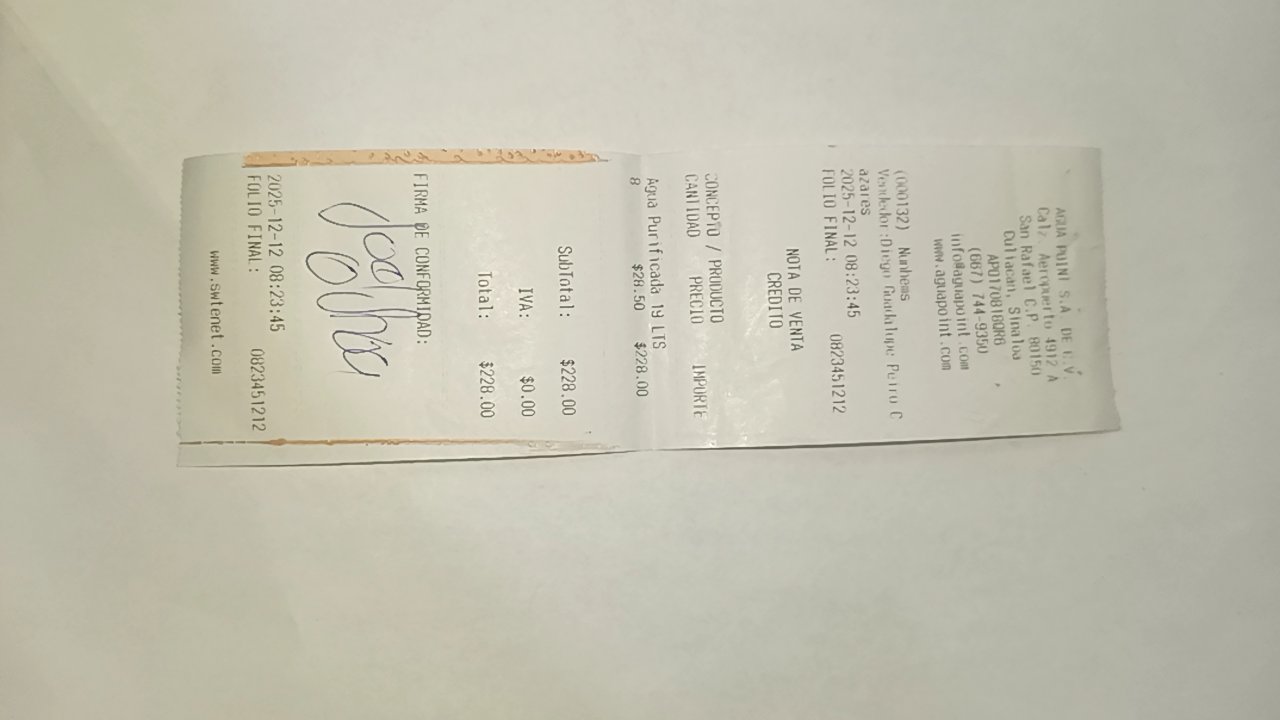 AGUA POINT S.A. DE C.V.
Calz. Aeropuerto 4912 A
San Rafael C.P. 80150
Culiacan, Sinaloa
APO170818QR6
(667) 744-9350
info@aguapoint.com
www.aguapoint.com
(000132) Nunhems
Vendedor:Diego Guadalupe Peiro C
azares
2025-12-12 08:23:45
FOLIO FINAL: 0823451212
NOTA DE VENTA
CREDITO
CONCEPTO / PRODUCTO
CANTIDAD PRECIO IMPORTE
Agua Purificada 19 LTS
8 $28.50 $228.00
SubTotal: $228.00
IVA: $0.00
Total: $228.00
FIRMA DE CONFORMIDAD:
2025-12-12 08:23:45
FOLIO FINAL: 0823451212
www.swtenet.com